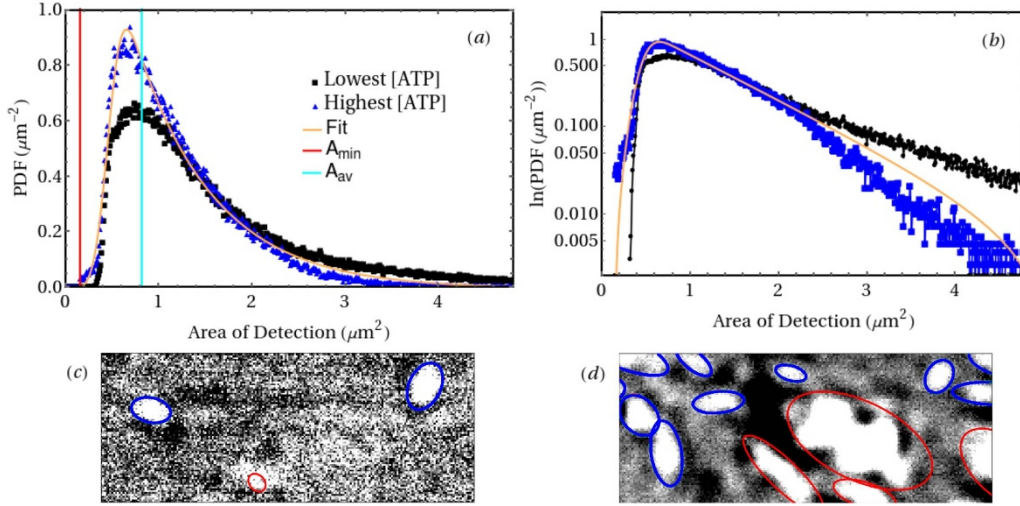 (a)
PDF (μm⁻²)
1.0
0.8
0.6
0.4
0.2
0.0
Lowest [ATP]
Highest [ATP]
Fit
A_min
A_av
0 1 2 3 4
Area of Detection (μm²)
(b)
ln(PDF (μm⁻²))
1
0.500
0.100
0.050
0.010
0.005
0 1 2 3 4
Area of Detection (μm²)
(c)
(d)